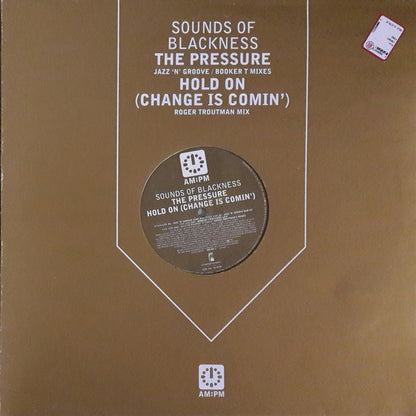 SOUNDS OF
BLACKNESS
THE PRESSURE
JAZZ 'N' GROOVE / BOOKER T MIXES
HOLD ON
(CHANGE IS COMIN')
ROGER TROUTMAN MIX
AM:PM
SOUNDS OF BLACKNESS
THE PRESSURE
HOLD ON (CHANGE IS COMIN')
AM:PM